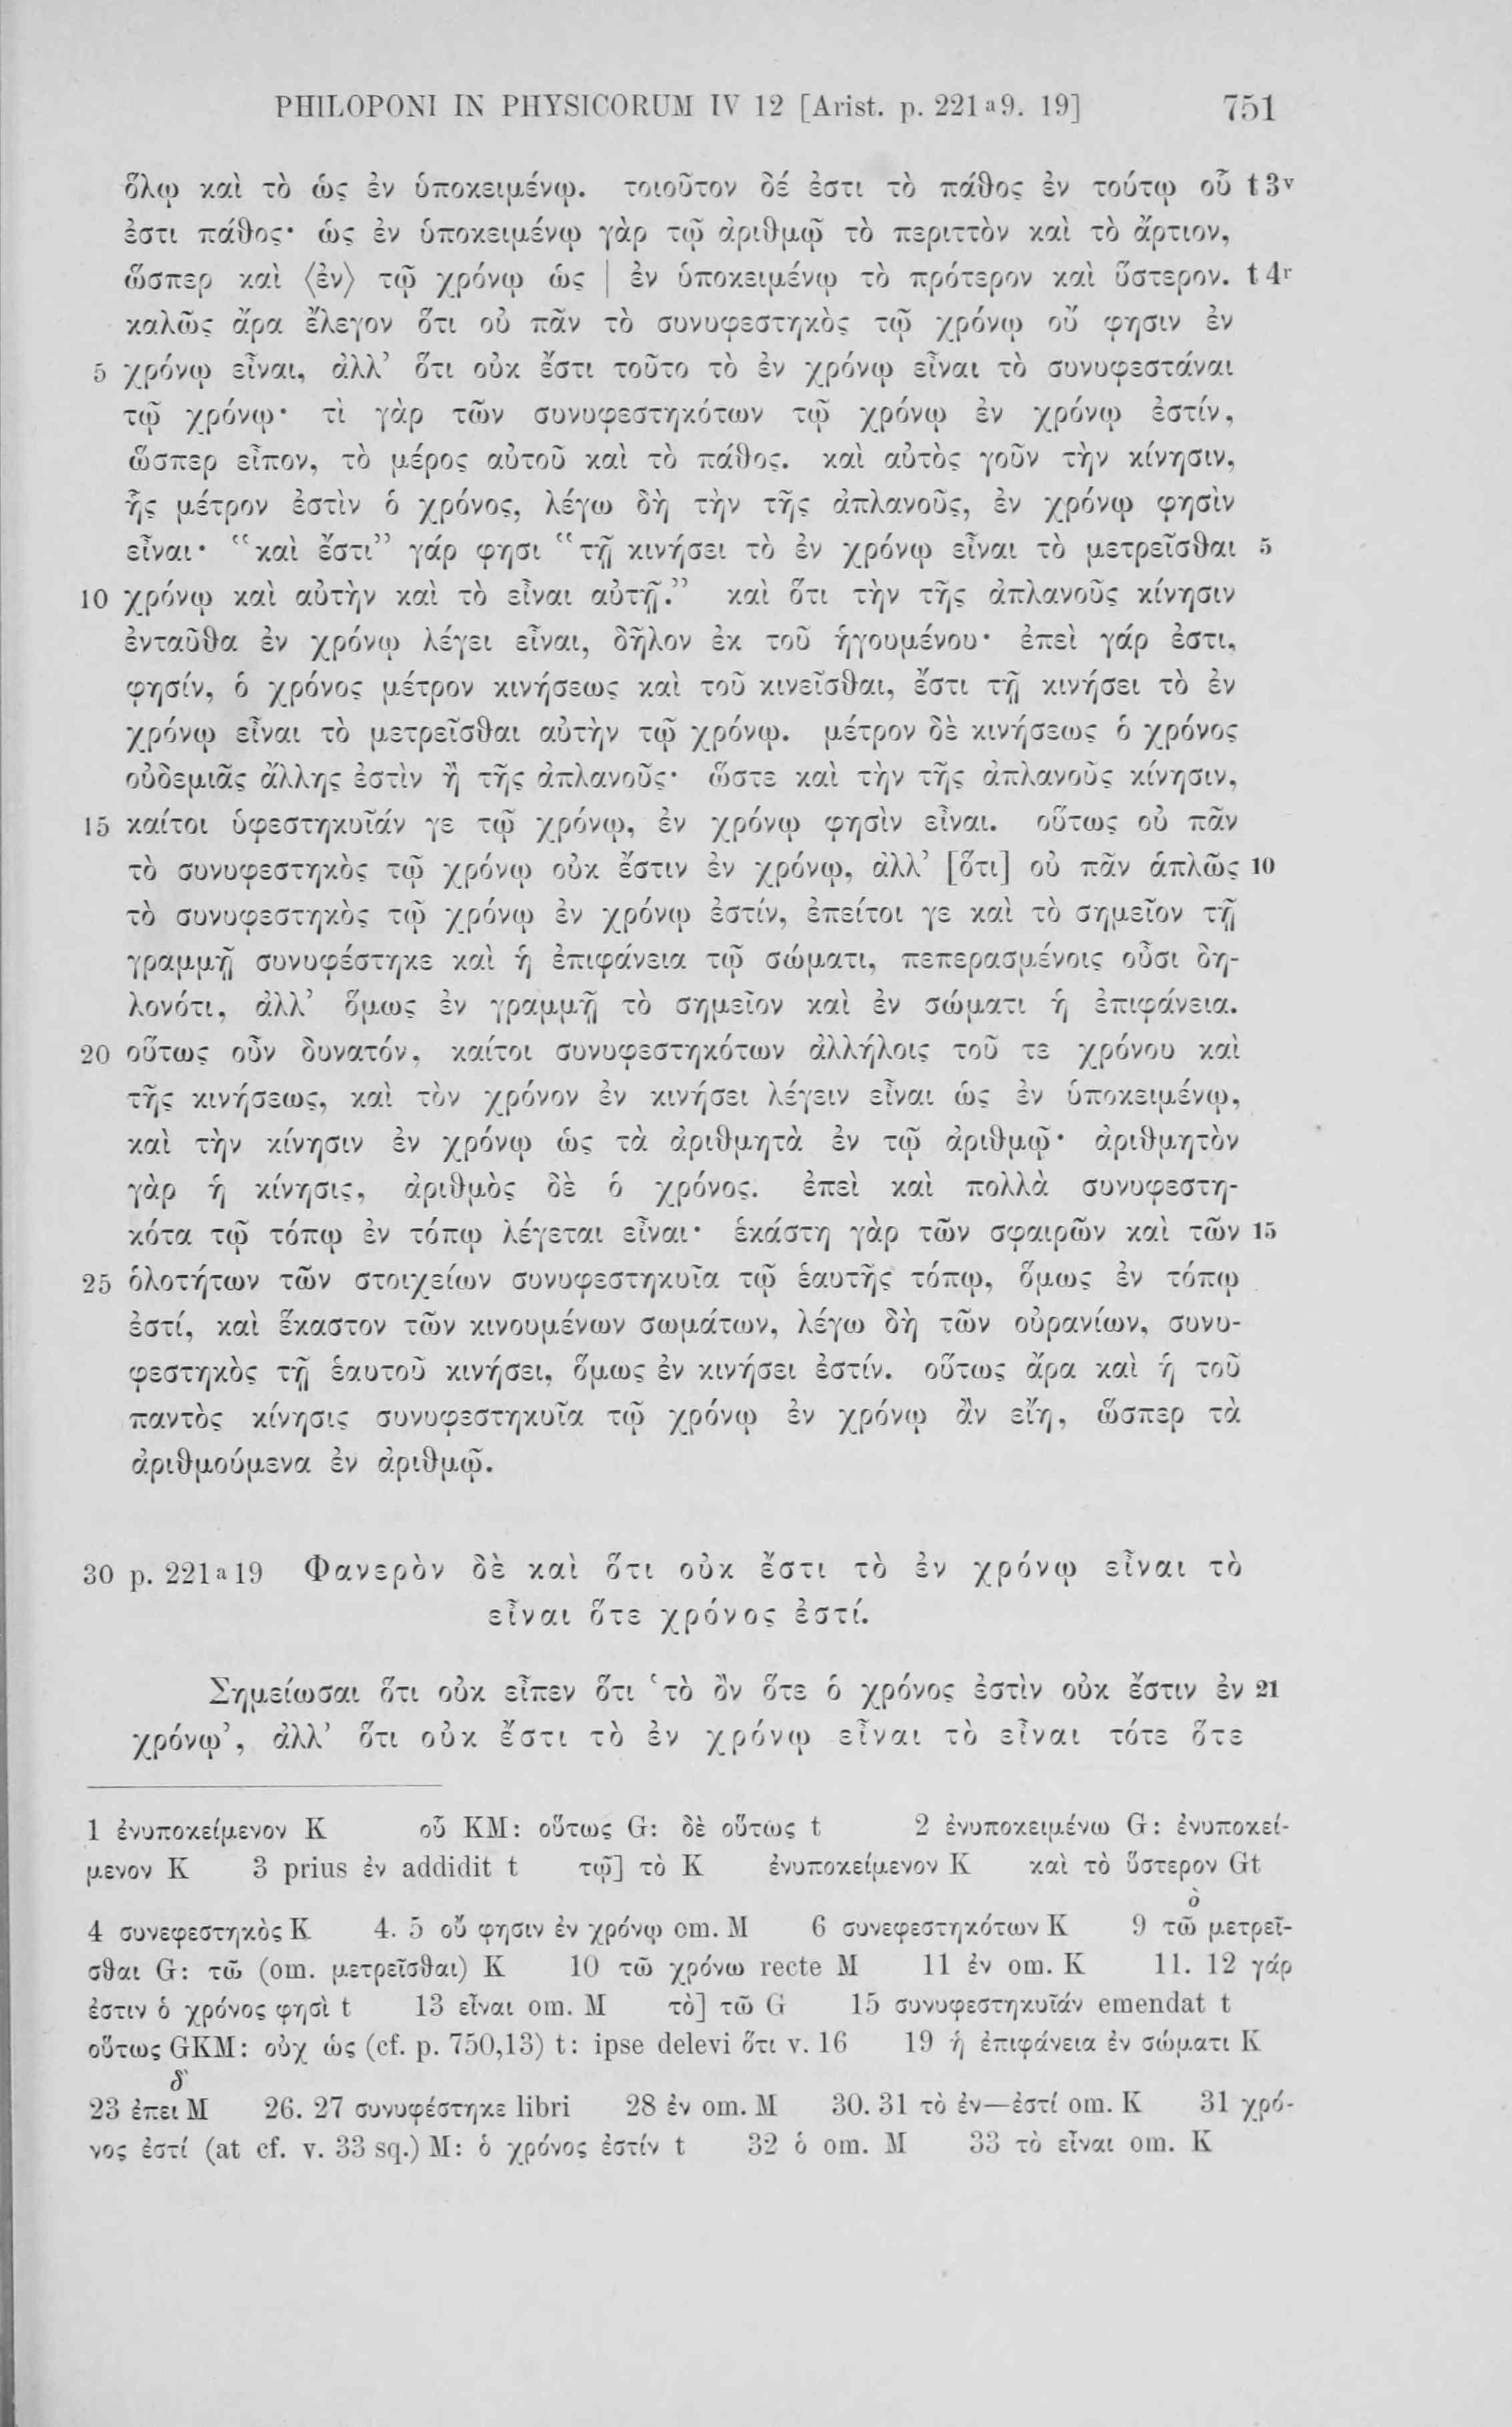 PHILOPONI IN PHYSICORUM IV 12 [Arist. p. 221 a 9. 19] 751
ὅλῳ καὶ τὸ ὡς ἐν ὑποκειμένῳ. τοιοῦτον δέ ἐστι τὸ πάθος ἐν τούτῳ οὗ t 3v
ἐστι πάθος· ὡς ἐν ὑποκειμένῳ γὰρ τῷ ἀριθμῷ τὸ περιττὸν καὶ τὸ ἄρτιον,
ὥσπερ καὶ ⟨ἐν⟩ τῷ χρόνῳ ὡς | ἐν ὑποκειμένῳ τὸ πρότερον καὶ ὕστερον. t 4r
καλῶς ἄρα ἔλεγον ὅτι οὐ πᾶν τὸ συνυφεστηκὸς τῷ χρόνῳ οὔ φησιν ἐν
5 χρόνῳ εἶναι, ἀλλ’ ὅτι οὐκ ἔστι τοῦτο τὸ ἐν χρόνῳ εἶναι τὸ συνυφεστάναι
τῷ χρόνῳ· τὶ γὰρ τῶν συνυφεστηκότων τῷ χρόνῳ ἐν χρόνῳ ἐστίν,
ὥσπερ εἶπον, τὸ μέρος αὐτοῦ καὶ τὸ πάθος. καὶ αὐτὸς γοῦν τὴν κίνησιν,
ἧς μέτρον ἐστὶν ὁ χρόνος, λέγω δὴ τὴν τῆς ἀπλανοῦς, ἐν χρόνῳ φησὶν
εἶναι· “καὶ ἔστι” γάρ φησι “τῇ κινήσει τὸ ἐν χρόνῳ εἶναι τὸ μετρεῖσθαι 5
10 χρόνῳ καὶ αὐτὴν καὶ τὸ εἶναι αὐτῇ.” καὶ ὅτι τὴν τῆς ἀπλανοῦς κίνησιν
ἐνταῦθα ἐν χρόνῳ λέγει εἶναι, δῆλον ἐκ τοῦ ἡγουμένου· ἐπεὶ γάρ ἐστι,
φησίν, ὁ χρόνος μέτρον κινήσεως καὶ τοῦ κινεῖσθαι, ἔστι τῇ κινήσει τὸ ἐν
χρόνῳ εἶναι τὸ μετρεῖσθαι αὐτὴν τῷ χρόνῳ. μέτρον δὲ κινήσεως ὁ χρόνος
οὐδεμιᾶς ἄλλης ἐστὶν ἢ τῆς ἀπλανοῦς· ὥστε καὶ τὴν τῆς ἀπλανοῦς κίνησιν,
15 καίτοι ὑφεστηκυῖάν γε τῷ χρόνῳ, ἐν χρόνῳ φησὶν εἶναι. οὕτως οὐ πᾶν
τὸ συνυφεστηκὸς τῷ χρόνῳ οὐκ ἔστιν ἐν χρόνῳ, ἀλλ’ [ὅτι] οὐ πᾶν ἁπλῶς 10
τὸ συνυφεστηκὸς τῷ χρόνῳ ἐν χρόνῳ ἐστίν, ἐπείτοι γε καὶ τὸ σημεῖον τῇ
γραμμῇ συνυφέστηκε καὶ ἡ ἐπιφάνεια τῷ σώματι, πεπερασμένοις οὖσι δη-
λονότι, ἀλλ’ ὅμως ἐν γραμμῇ τὸ σημεῖον καὶ ἐν σώματι ἡ ἐπιφάνεια.
20 οὕτως οὖν δυνατόν, καίτοι συνυφεστηκότων ἀλλήλοις τοῦ τε χρόνου καὶ
τῆς κινήσεως, καὶ τὸν χρόνον ἐν κινήσει λέγειν εἶναι ὡς ἐν ὑποκειμένῳ,
καὶ τὴν κίνησιν ἐν χρόνῳ ὡς τὰ ἀριθμητὰ ἐν τῷ ἀριθμῷ· ἀριθμητὸν
γὰρ ἡ κίνησις, ἀριθμὸς δὲ ὁ χρόνος. ἐπεὶ καὶ πολλὰ συνυφεστη-
κότα τῷ τόπῳ ἐν τόπῳ λέγεται εἶναι· ἑκάστη γὰρ τῶν σφαιρῶν καὶ τῶν 15
25 ὁλοτήτων τῶν στοιχείων συνυφεστηκυῖα τῷ ἑαυτῆς τόπῳ, ὅμως ἐν τόπῳ
ἐστί, καὶ ἕκαστον τῶν κινουμένων σωμάτων, λέγω δὴ τῶν οὐρανίων, συνυ-
φεστηκὸς τῇ ἑαυτοῦ κινήσει, ὅμως ἐν κινήσει ἐστίν. οὕτως ἄρα καὶ ἡ τοῦ
παντὸς κίνησις συνυφεστηκυῖα τῷ χρόνῳ ἐν χρόνῳ ἂν εἴη, ὥσπερ τὰ
ἀριθμούμενα ἐν ἀριθμῷ.
30 p. 221 a 19 Φανερὸν δὲ καὶ ὅτι οὐκ ἔστι τὸ ἐν χρόνῳ εἶναι τὸ
εἶναι ὅτε χρόνος ἐστί.
Σημείωσαι ὅτι οὐκ εἶπεν ὅτι ‘τὸ ὂν ὅτε ὁ χρόνος ἐστὶν οὐκ ἔστιν ἐν 21
χρόνῳ’, ἀλλ’ ὅτι οὐκ ἔστι τὸ ἐν χρόνῳ εἶναι τὸ εἶναι τότε ὅτε
1 ἐνυποκείμενον K οὗ KM: οὕτως G: δὲ οὕτως t 2 ἐνυποκειμένω G: ἐνυποκεί-
μενον K 3 prius ἐν addidit t τῷ] τὸ K ἐνυποκείμενον K καὶ τὸ ὕστερον Gt
4 συνεφεστηκὸς K 4. 5 οὔ φησιν ἐν χρόνῳ om. M 6 συνεφεστηκότων K 9 τῶ ὸ μετρεῖ-
σθαι G: τῶ (om. μετρεῖσθαι) K 10 τῶ χρόνω recte M 11 ἐν om. K 11. 12 γάρ
ἐστιν ὁ χρόνος φησὶ t 13 εἶναι om. M τὸ] τῶ G 15 συνυφεστηκυῖάν emendat t
οὕτως GKM: οὐχ ὡς (cf. p. 750,13) t: ipse delevi ὅτι v. 16 19 ἡ ἐπιφάνεια ἐν σώματι K
23 ἐπει δ M 26. 27 συνυφέστηκε libri 28 ἐν om. M 30. 31 τὸ ἐν—ἐστί om. K 31 χρό-
νος ἐστί (at cf. v. 33 sq.) M: ὁ χρόνος ἐστίν t 32 ὁ om. M 33 τὸ εἶναι om. K